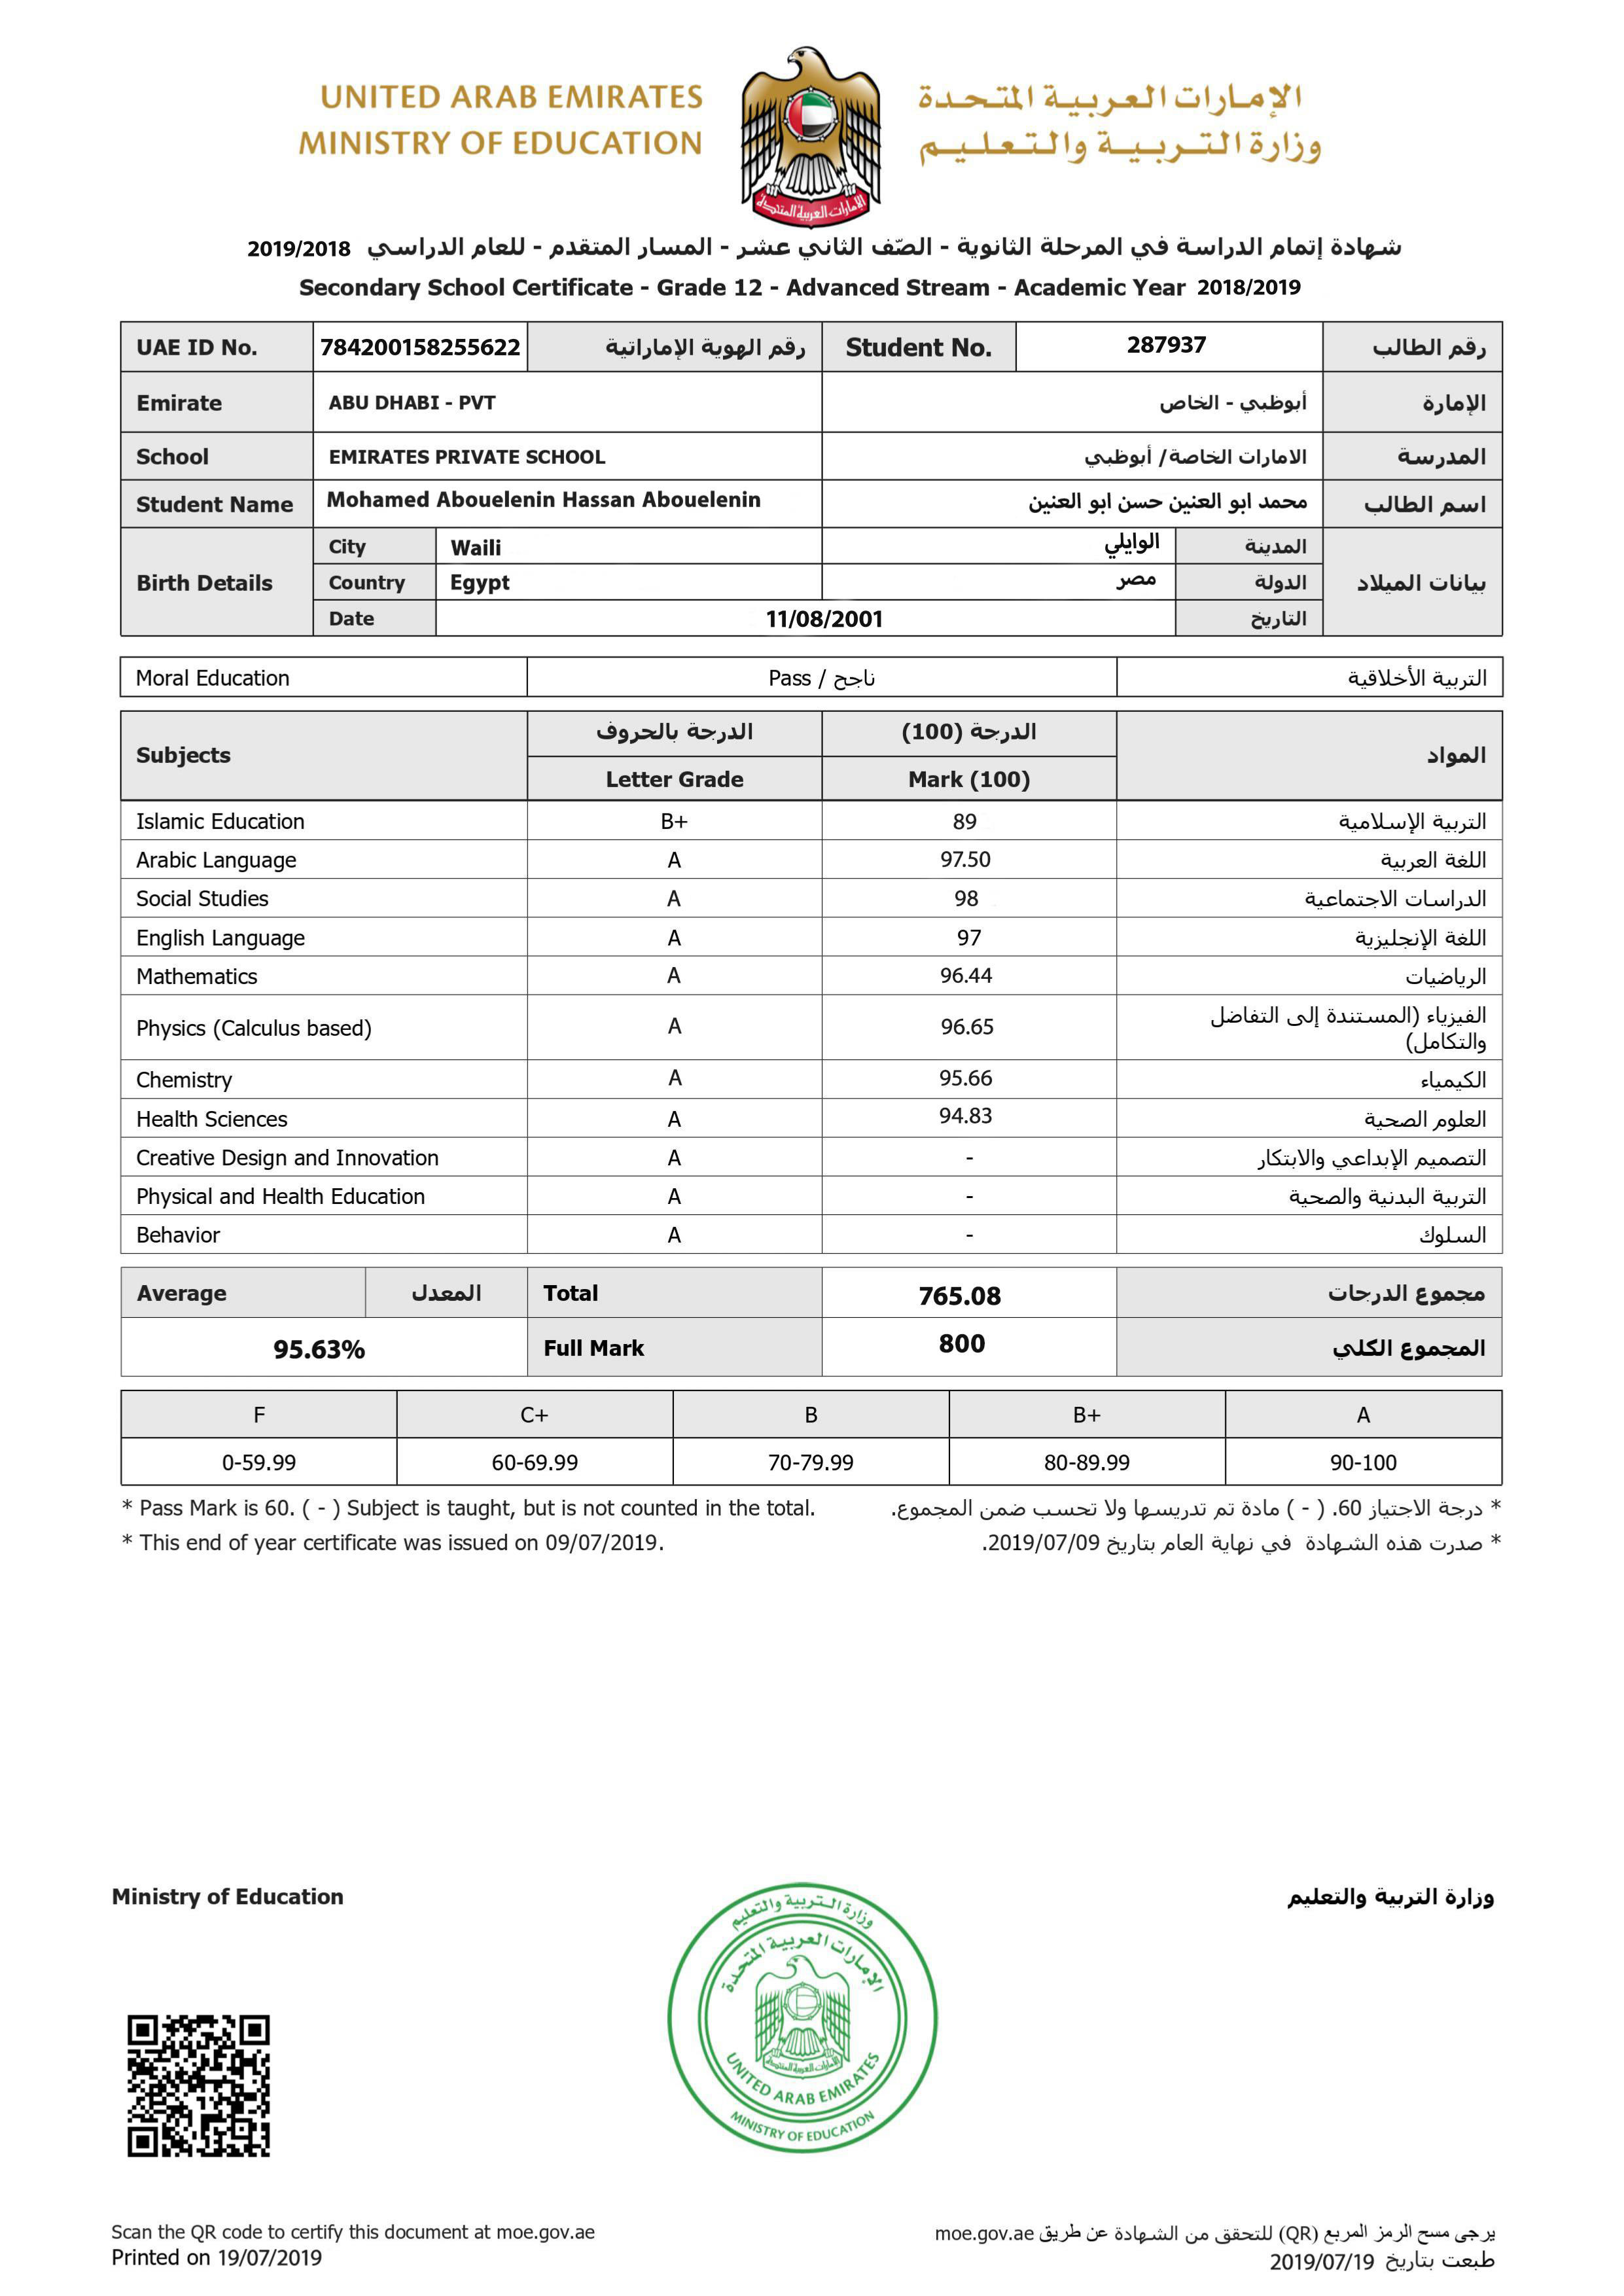 UNITED ARAB EMIRATES
MINISTRY OF EDUCATION
الإمارات العربية المتحدة
وزارة التربية والتعليم
الإمارات العربية المتحدة
شهادة إتمام الدراسة في المرحلة الثانوية - الصّف الثاني عشر - المسار المتقدم - للعام الدراسي 2019/2018
Secondary School Certificate - Grade 12 - Advanced Stream - Academic Year 2018/2019
UAE ID No. 784200158255622 رقم الهوية الإماراتية Student No. 287937 رقم الطالب
Emirate ABU DHABI - PVT أبوظبي - الخاص الإمارة
School EMIRATES PRIVATE SCHOOL الامارات الخاصة/ أبوظبي المدرسة
Student Name Mohamed Abouelenin Hassan Abouelenin محمد ابو العنين حسن ابو العنين اسم الطالب
City Waili الوايلي المدينة
Birth Details Country Egypt مصر الدولة بيانات الميلاد
Date 11/08/2001 التاريخ
Moral Education Pass / ناجح التربية الأخلاقية
Subjects الدرجة بالحروف الدرجة (100) المواد
Letter Grade Mark (100)
Islamic Education B+ 89 التربية الإسلامية
Arabic Language A 97.50 اللغة العربية
Social Studies A 98 الدراسات الاجتماعية
English Language A 97 اللغة الإنجليزية
Mathematics A 96.44 الرياضيات
Physics (Calculus based) A 96.65 الفيزياء (المستندة إلى التفاضل
والتكامل)
Chemistry A 95.66 الكيمياء
Health Sciences A 94.83 العلوم الصحية
Creative Design and Innovation A - التصميم الإبداعي والابتكار
Physical and Health Education A - التربية البدنية والصحية
Behavior A - السلوك
Average المعدل Total 765.08 مجموع الدرجات
95.63% Full Mark 800 المجموع الكلي
F C+ B B+ A
0-59.99 60-69.99 70-79.99 80-89.99 90-100
* Pass Mark is 60. ( - ) Subject is taught, but is not counted in the total.
* درجة الاجتياز 60. ( - ) مادة تم تدريسها ولا تحسب ضمن المجموع.
* This end of year certificate was issued on 09/07/2019.
* صدرت هذه الشهادة في نهاية العام بتاريخ 2019/07/09.
Ministry of Education
وزارة التربية والتعليم
وزارة التربية والتعليم
الإمارات العربية المتحدة
الإمارات العربية المتحدة
UNITED ARAB EMIRATES
MINISTRY OF EDUCATION
Scan the QR code to certify this document at moe.gov.ae
Printed on 19/07/2019
يرجى مسح الرمز المربع (QR) للتحقق من الشهادة عن طريق moe.gov.ae
طبعت بتاريخ 2019/07/19